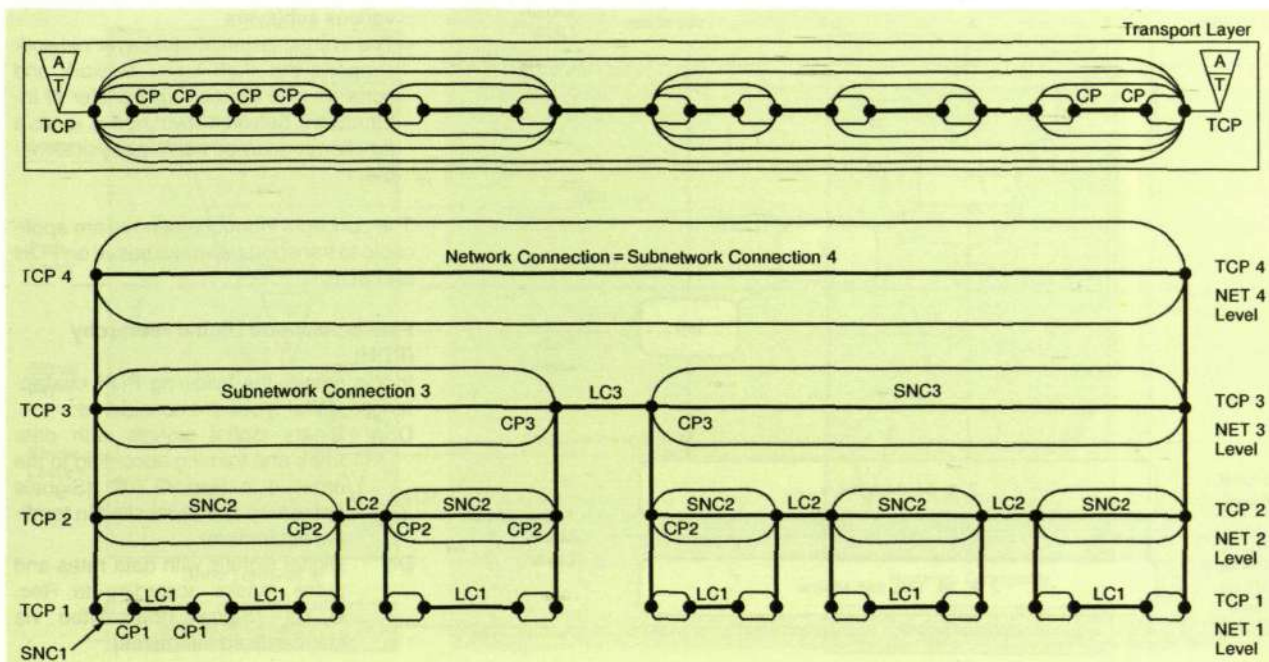 Transport Layer
A
T
TCP
CP CP CP CP
CP CP
A
T
TCP
TCP 4
Network Connection = Subnetwork Connection 4
TCP 4
NET 4
Level
TCP 3
Subnetwork Connection 3
CP3
LC3
CP3
SNC3
TCP 3
NET 3
Level
TCP 2
SNC2
CP2
LC2
CP2
SNC2
CP2
SNC2
CP2
LC2
SNC2
LC2
SNC2
TCP 2
NET 2
Level
TCP 1
LC1
LC1
LC1
LC1
LC1
LC1
CP1
CP1
SNC1
TCP 1
NET 1
Level